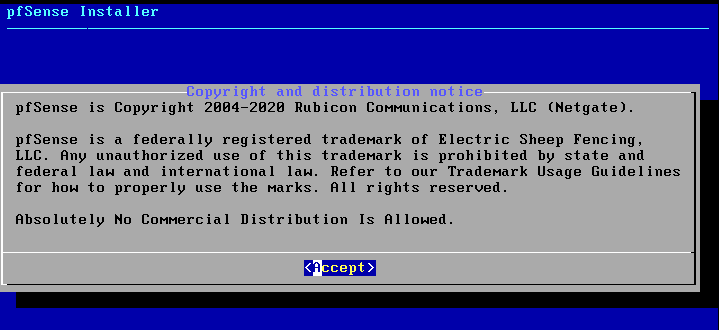 pfSense Installer
Copyright and distribution notice
pfSense is Copyright 2004-2020 Rubicon Communications, LLC (Netgate).
pfSense is a federally registered trademark of Electric Sheep Fencing,
LLC. Any unauthorized use of this trademark is prohibited by state and
federal law and international law. Refer to our Trademark Usage Guidelines
for how to properly use the marks. All rights reserved.
Absolutely No Commercial Distribution Is Allowed.
<Accept>